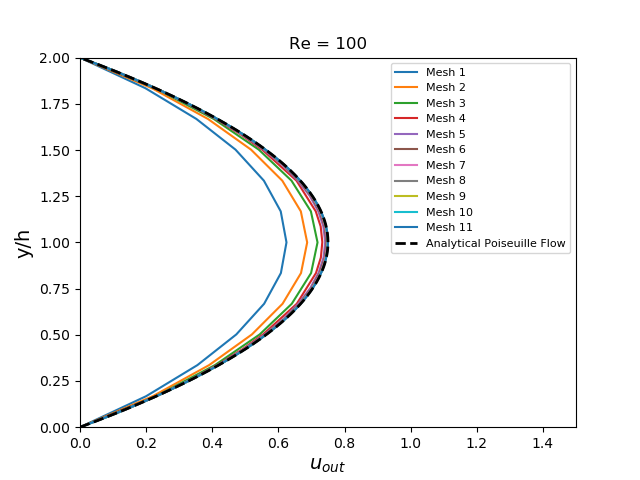 Re = 100
2.00
1.75
1.50
1.25
1.00
0.75
0.50
0.25
0.00
y/h
0.0 0.2 0.4 0.6 0.8 1.0 1.2 1.4
u_out
Mesh 1
Mesh 2
Mesh 3
Mesh 4
Mesh 5
Mesh 6
Mesh 7
Mesh 8
Mesh 9
Mesh 10
Mesh 11
Analytical Poiseuille Flow